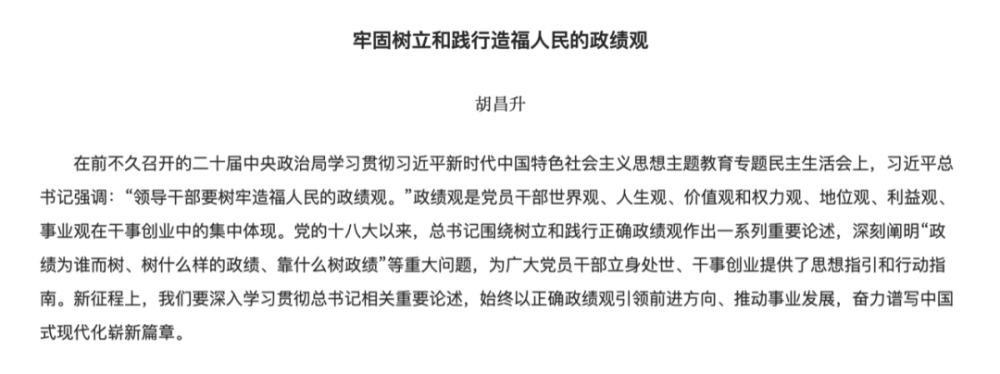 牢固树立和践行造福人民的政绩观
胡昌升
在前不久召开的二十届中央政治局学习贯彻习近平新时代中国特色社会主义思想主题教育专题民主生活会上，习近平总
书记强调：“领导干部要树牢造福人民的政绩观。”政绩观是党员干部世界观、人生观、价值观和权力观、地位观、利益观、
事业观在干事创业中的集中体现。党的十八大以来，总书记围绕树立和践行正确政绩观作出一系列重要论述，深刻阐明“政
绩为谁而树、树什么样的政绩、靠什么树政绩”等重大问题，为广大党员干部立身处世、干事创业提供了思想指引和行动指
南。新征程上，我们要深入学习贯彻总书记相关重要论述，始终以正确政绩观引领前进方向、推动事业发展，奋力谱写中国
式现代化崭新篇章。